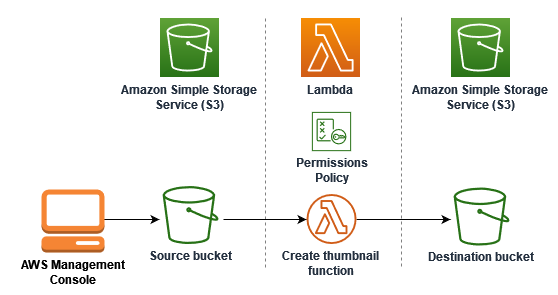 Amazon Simple Storage
Service (S3)
Lambda
Amazon Simple Storage
Service (S3)
Permissions
Policy
AWS Management
Console
Source bucket
Create thumbnail
function
Destination bucket